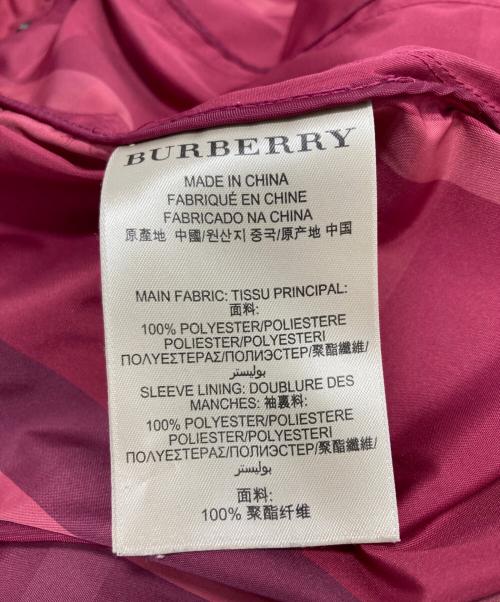 BURBERRY
MADE IN CHINA
FABRIQUÉ EN CHINE
FABRICADO NA CHINA
原產地 中國/원산지 중국/原产地 中国
MAIN FABRIC: TISSU PRINCIPAL:
面料:
100% POLYESTER/POLIESTERE
POLIESTER/POLYESTERI
ΠΟΛΥΕΣΤΕΡΑΣ/ПОЛИЭСТЕР/聚酯纖維/
بوليستر
SLEEVE LINING: DOUBLURE DES
MANCHES: 袖裏料:
100% POLYESTER/POLIESTERE
POLIESTER/POLYESTERI
ΠΟΛΥΕΣΤΕΡΑΣ/ПОЛИЭСТЕР/聚酯纖維/
بوليستر
面料:
100% 聚酯纤维